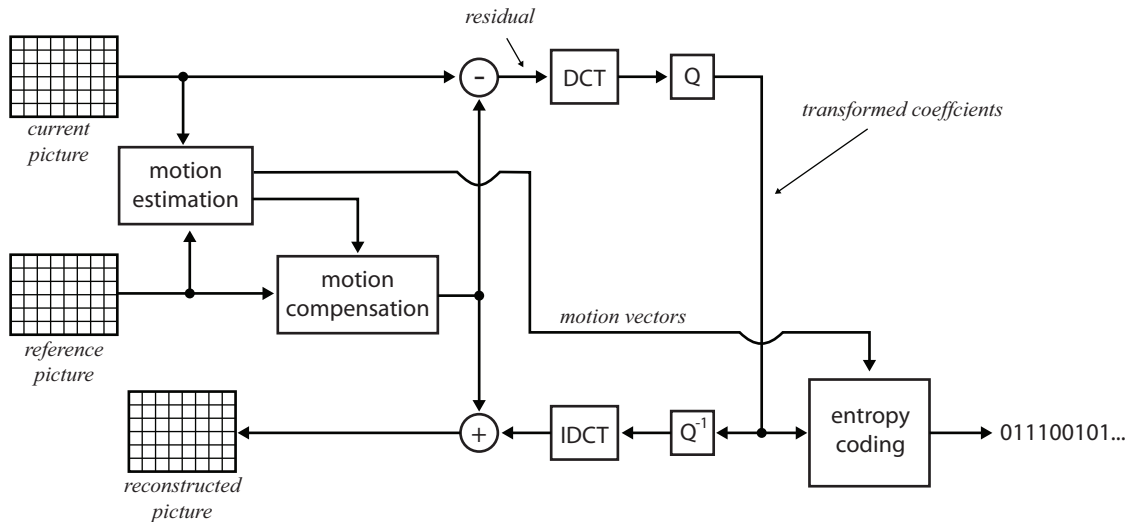 residual
-
DCT
Q
current
picture
transformed coeffcients
motion
estimation
motion
compensation
motion vectors
reference
picture
+
IDCT
Q-1
entropy
coding
011100101...
reconstructed
picture